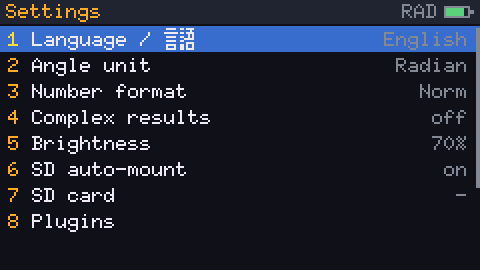 Settings RAD
1 Language / 言語 English
2 Angle unit Radian
3 Number format Norm
4 Complex results off
5 Brightness 70%
6 SD auto-mount on
7 SD card -
8 Plugins